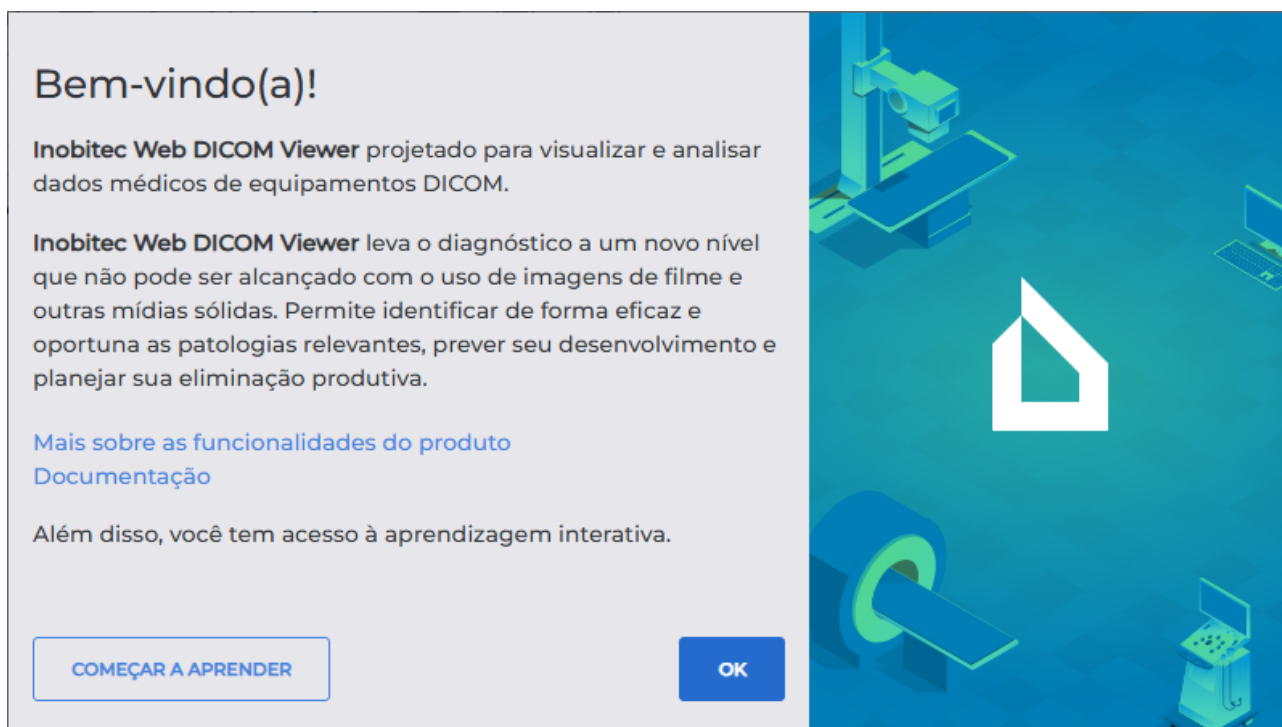 Bem-vindo(a)!
Inobitec Web DICOM Viewer projetado para visualizar e analisar
dados médicos de equipamentos DICOM.
Inobitec Web DICOM Viewer leva o diagnóstico a um novo nível
que não pode ser alcançado com o uso de imagens de filme e
outras mídias sólidas. Permite identificar de forma eficaz e
oportuna as patologias relevantes, prever seu desenvolvimento e
planejar sua eliminação produtiva.
Mais sobre as funcionalidades do produto
Documentação
Além disso, você tem acesso à aprendizagem interativa.
COMEÇAR A APRENDER
OK